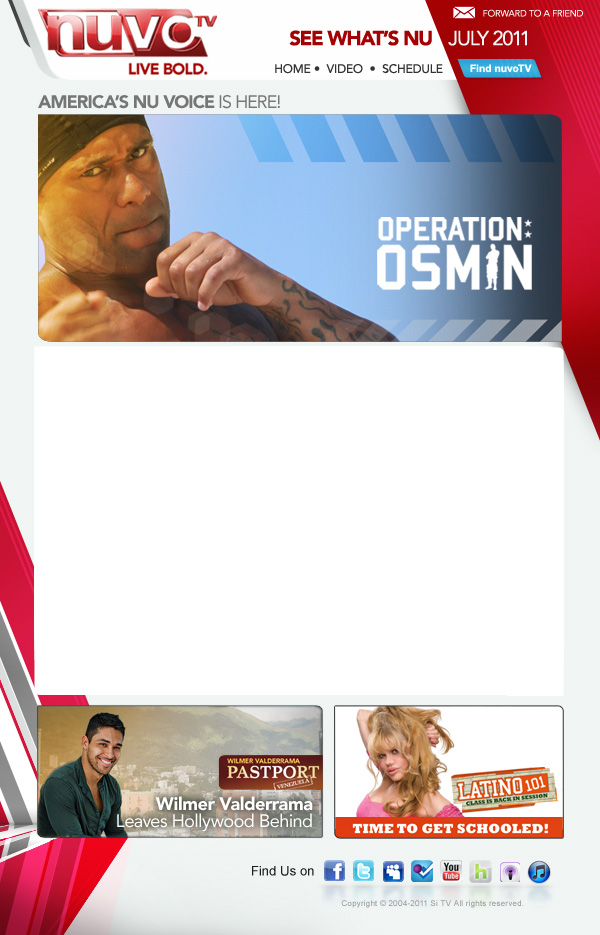 FORWARD TO A FRIEND
nuvo TV
LIVE BOLD.
SEE WHAT'S NU JULY 2011
HOME • VIDEO • SCHEDULE
Find nuvoTV
AMERICA'S NU VOICE IS HERE!
OPERATION:
OSMIN
WILMER VALDERRAMA
PASTPORT
VENEZUELA
Wilmer Valderrama
Leaves Hollywood Behind
LATINO 101
CLASS IS BACK IN SESSION
TIME TO GET SCHOOLED!
Find Us on
f
t
You
Tube
h
Copyright © 2004-2011 Si TV All rights reserved.